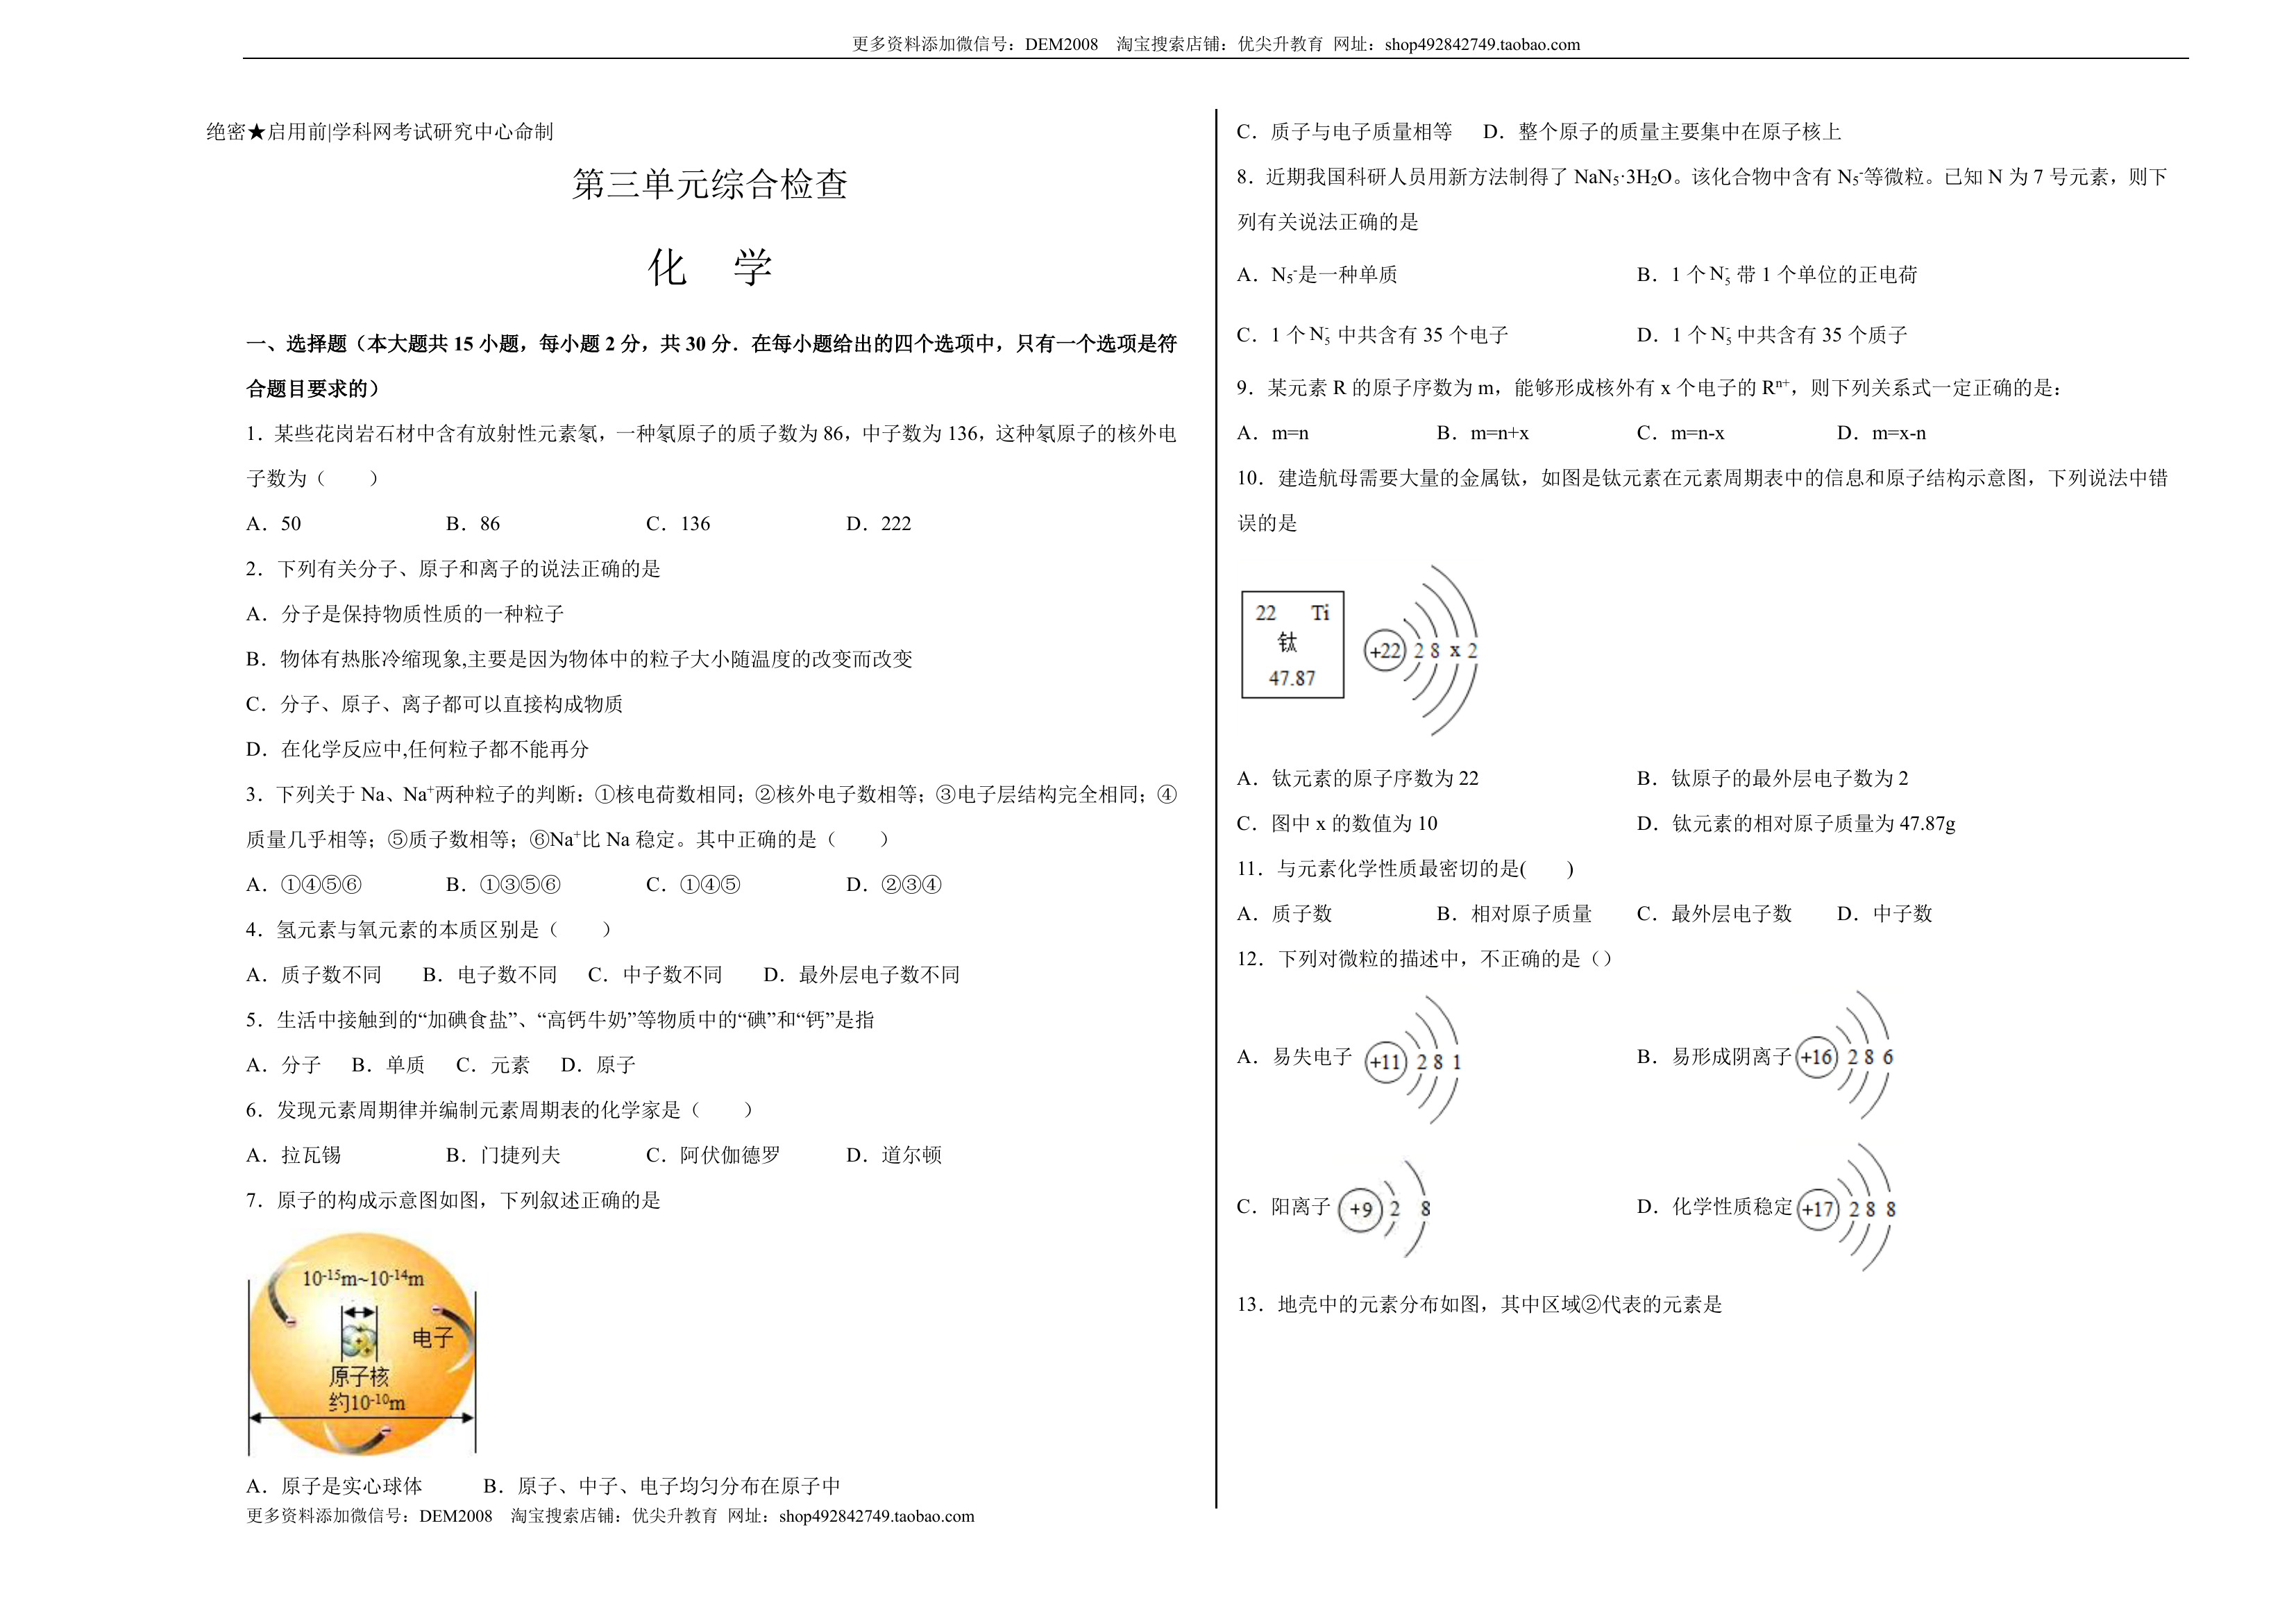 更多资料添加微信号：DEM2008　淘宝搜索店铺：优尖升教育 网址：shop492842749.taobao.com
绝密★启用前|学科网考试研究中心命制
第三单元综合检查
化　学
一、选择题（本大题共 15 小题，每小题 2 分，共 30 分．在每小题给出的四个选项中，只有一个选项是符
合题目要求的）
1．某些花岗岩石材中含有放射性元素氡，一种氡原子的质子数为 86，中子数为 136，这种氡原子的核外电
子数为（　　）
A．50　B．86　C．136　D．222
2．下列有关分子、原子和离子的说法正确的是
A．分子是保持物质性质的一种粒子
B．物体有热胀冷缩现象,主要是因为物体中的粒子大小随温度的改变而改变
C．分子、原子、离子都可以直接构成物质
D．在化学反应中,任何粒子都不能再分
3．下列关于 Na、Na⁺两种粒子的判断：①核电荷数相同；②核外电子数相等；③电子层结构完全相同；④
质量几乎相等；⑤质子数相等；⑥Na⁺比 Na 稳定。其中正确的是（　　）
A．①④⑤⑥　B．①③⑤⑥　C．①④⑤　D．②③④
4．氢元素与氧元素的本质区别是（　　）
A．质子数不同　B．电子数不同　C．中子数不同　D．最外层电子数不同
5．生活中接触到的“加碘食盐”、“高钙牛奶”等物质中的“碘”和“钙”是指
A．分子　B．单质　C．元素　D．原子
6．发现元素周期律并编制元素周期表的化学家是（　　）
A．拉瓦锡　B．门捷列夫　C．阿伏伽德罗　D．道尔顿
7．原子的构成示意图如图，下列叙述正确的是
10⁻¹⁵m~10⁻¹⁴m
电子
原子核
约10⁻¹⁰m
A．原子是实心球体　B．原子、中子、电子均匀分布在原子中
更多资料添加微信号：DEM2008　淘宝搜索店铺：优尖升教育 网址：shop492842749.taobao.com
C．质子与电子质量相等　D．整个原子的质量主要集中在原子核上
8．近期我国科研人员用新方法制得了 NaN₅·3H₂O。该化合物中含有 N₅⁻等微粒。已知 N 为 7 号元素，则下
列有关说法正确的是
A．N₅⁻是一种单质　B．1 个 N₅⁻ 带 1 个单位的正电荷
C．1 个 N₅⁻ 中共含有 35 个电子　D．1 个 N₅⁻ 中共含有 35 个质子
9．某元素 R 的原子序数为 m，能够形成核外有 x 个电子的 Rⁿ⁺，则下列关系式一定正确的是：
A．m=n　B．m=n+x　C．m=n-x　D．m=x-n
10．建造航母需要大量的金属钛，如图是钛元素在元素周期表中的信息和原子结构示意图，下列说法中错
误的是
22 Ti
钛
47.87
+22 2 8 x 2
A．钛元素的原子序数为 22　B．钛原子的最外层电子数为 2
C．图中 x 的数值为 10　D．钛元素的相对原子质量为 47.87g
11．与元素化学性质最密切的是(　　)
A．质子数　B．相对原子质量　C．最外层电子数　D．中子数
12．下列对微粒的描述中，不正确的是（）
A．易失电子 +11 2 8 1　B．易形成阴离子 +16 2 8 6
C．阳离子 +9 2 8　D．化学性质稳定 +17 2 8 8
13．地壳中的元素分布如图，其中区域②代表的元素是